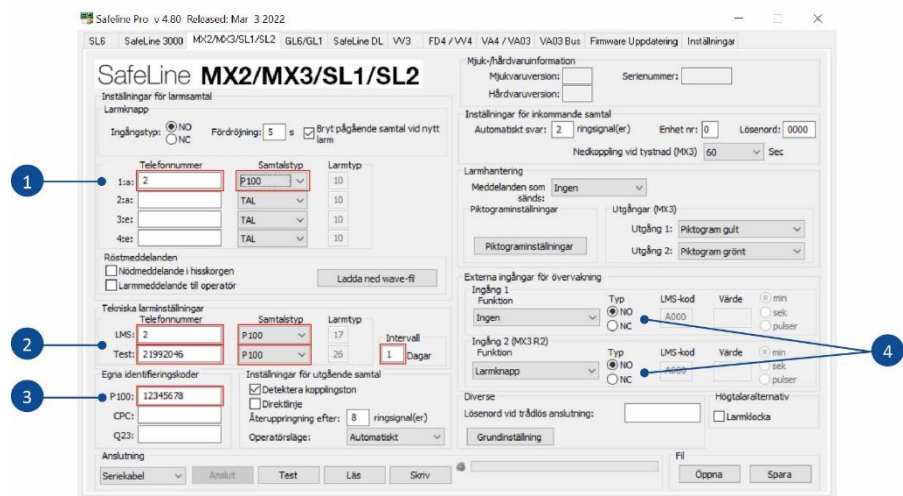 Safeline Pro v 4.80 Released: Mar 3 2022
SL6 SafeLine 3000 MX2/MX3/SL1/SL2 GL6/GL1 SafeLine DL VV3 FD4 / VV4 VA4 / VA03 VA03 Bus Firmware Uppdatering Inställningar
SafeLine MX2/MX3/SL1/SL2
Inställningar för larmsamtal
Larmknapp
Ingångstyp: NO
NC
Fördröjning: 5 s
Bryt pågående samtal vid nytt
larm
Telefonnummer Samtalstyp Larmtyp
1 1:a: 2 P100 10
2:a: TAL 10
3:e: TAL 10
4:e: TAL 10
Röstmeddelanden
Nödmeddelande i hisskorgen
Larmmeddelande til operatör
Ladda ned wave-fil
Tekniska larminställningar
Telefonnummer Samtalstyp Larmtyp
2 LMS: 2 P100 17 Intervall
Test: 21992046 P100 26 1 Dagar
Egna identifieringskoder
3 P100: 12345678
CPC:
Q23:
Inställningar för utgående samtal
Detektera kopplingston
Direktlinje
Återuppringning efter: 8 ringsignal(er)
Operatörsläge: Automatiskt
Anslutning
Seriekabel Anslut Test Läs Skriv
Mjuk-/hårdvaruinformation
Mjukvaruversion: Serienummer:
Hårdvaruversion:
Inställningar för inkommande samtal
Automatiskt svar: 2 ringsignal(er) Enhet nr: 0 Lösenord: 0000
Nedkoppling vid tystnad (MX3) 60 Sec
Larmhantering
Meddelanden som
sänds:
Ingen
Piktograminställningar
Piktograminställningar
Utgångar (MX3)
Utgång 1: Piktogram gult
Utgång 2: Piktogram grönt
Externa ingångar för övervakning
Ingång 1
Funktion Typ LMS-kod Värde min
Ingen NO A000 sek
NC pulser
4
Ingång 2 (MX3 R2)
Funktion Typ LMS-kod Värde min
Larmknapp NO A000 sek
NC pulser
Diverse
Lösenord vid trådlös anslutning:
Grundinställning
Högtalaralternativ
Larmklocka
Fil
Öppna Spara